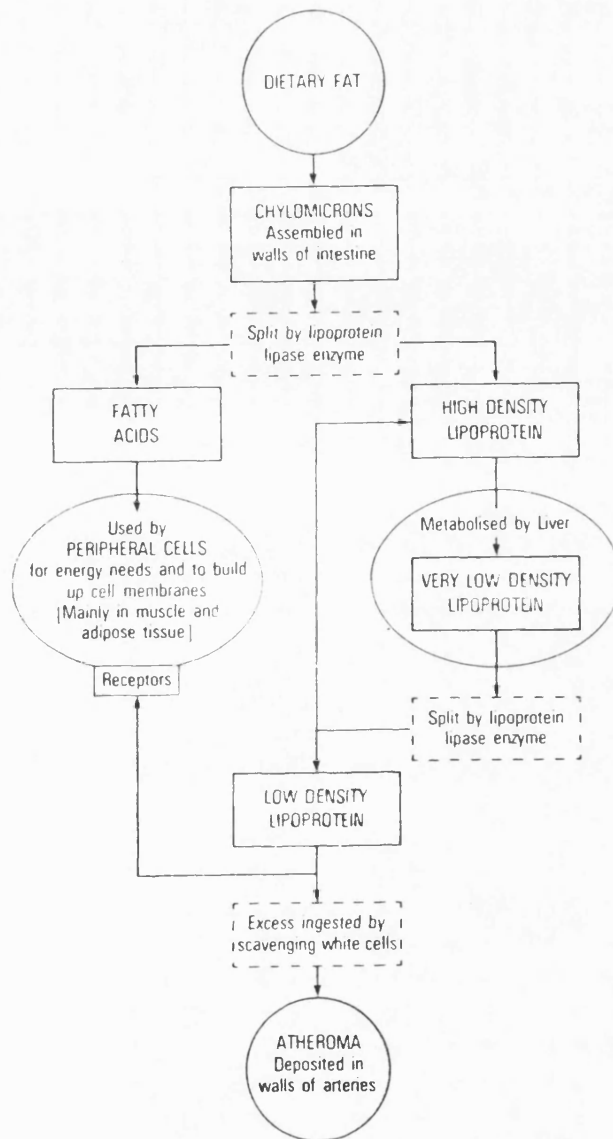 DIETARY FAT
CHYLOMICRONS
Assembled in
walls of intestine
Split by lipoprotein
lipase enzyme
FATTY
ACIDS
HIGH DENSITY
LIPOPROTEIN
Used by
PERIPHERAL CELLS
for energy needs and to build
up cell membranes
[Mainly in muscle and
adipose tissue]
Receptors
Metabolised by Liver
VERY LOW DENSITY
LIPOPROTEIN
Split by lipoprotein
lipase enzyme
LOW DENSITY
LIPOPROTEIN
Excess ingested by
scavenging white cells
ATHEROMA
Deposited in
walls of arteries